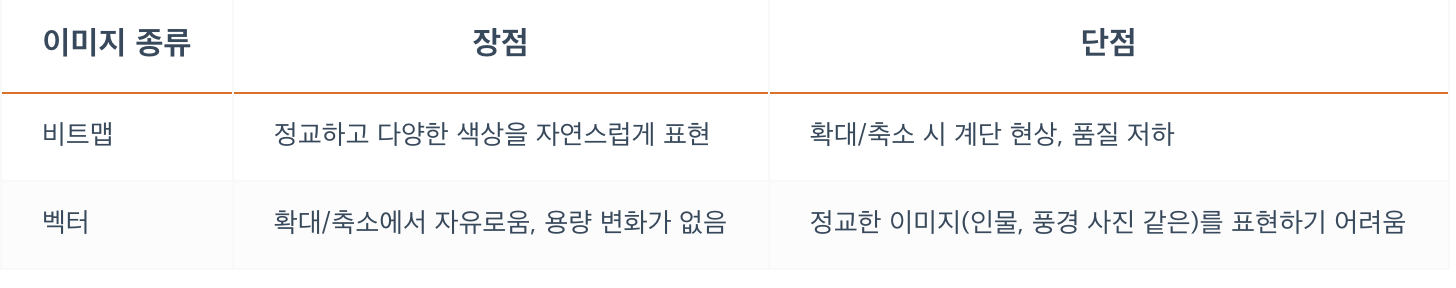 이미지 종류 장점 단점
비트맵 정교하고 다양한 색상을 자연스럽게 표현 확대/축소 시 계단 현상, 품질 저하
벡터 확대/축소에서 자유로움, 용량 변화가 없음 정교한 이미지(인물, 풍경 사진 같은)를 표현하기 어려움